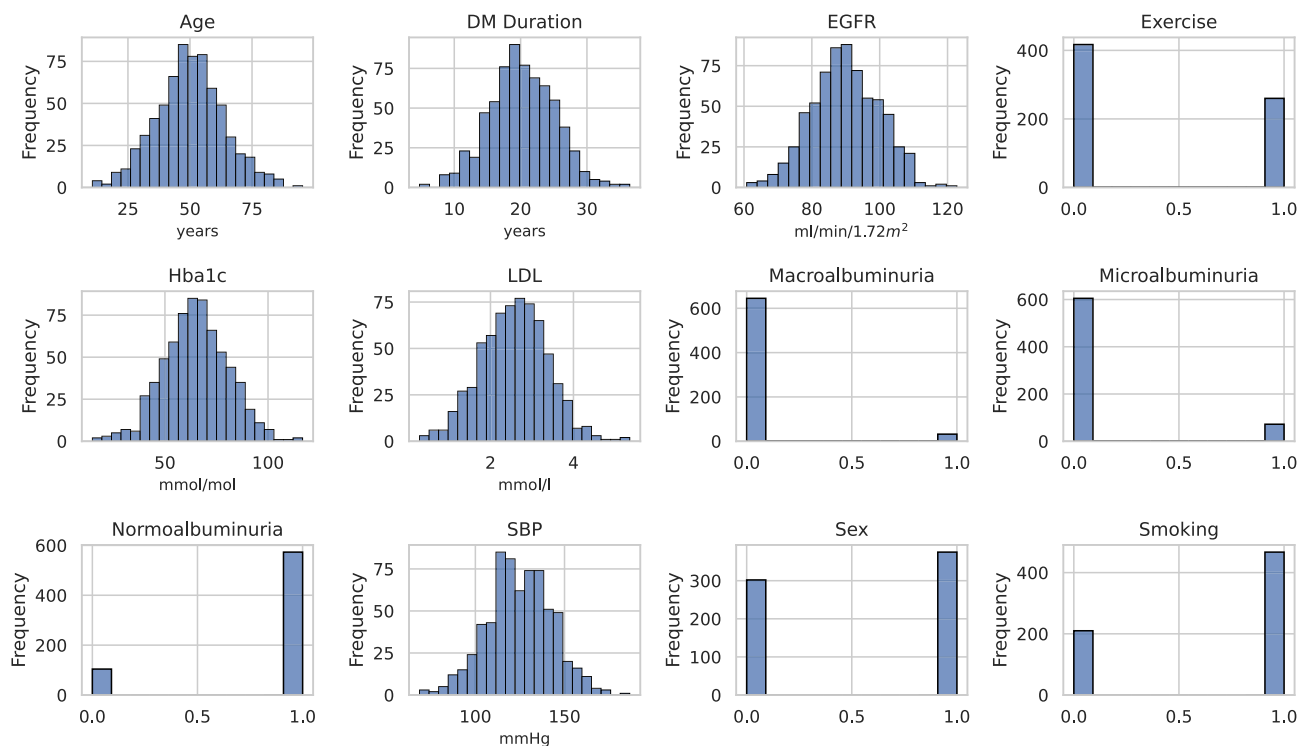 Age
Frequency
75
50
25
0
25
50
75
years
DM Duration
Frequency
75
50
25
0
10
20
30
years
EGFR
Frequency
75
50
25
0
60
80
100
120
ml/min/1.72m²
Exercise
Frequency
400
200
0
0.0
0.5
1.0
Hba1c
Frequency
75
50
25
0
50
100
mmol/mol
LDL
Frequency
75
50
25
0
2
4
mmol/l
Macroalbuminuria
Frequency
600
400
200
0
0.0
0.5
1.0
Microalbuminuria
Frequency
600
400
200
0
0.0
0.5
1.0
Normoalbuminuria
Frequency
600
400
200
0
0.0
0.5
1.0
SBP
Frequency
75
50
25
0
100
150
mmHg
Sex
Frequency
300
200
100
0
0.0
0.5
1.0
Smoking
Frequency
400
200
0
0.0
0.5
1.0